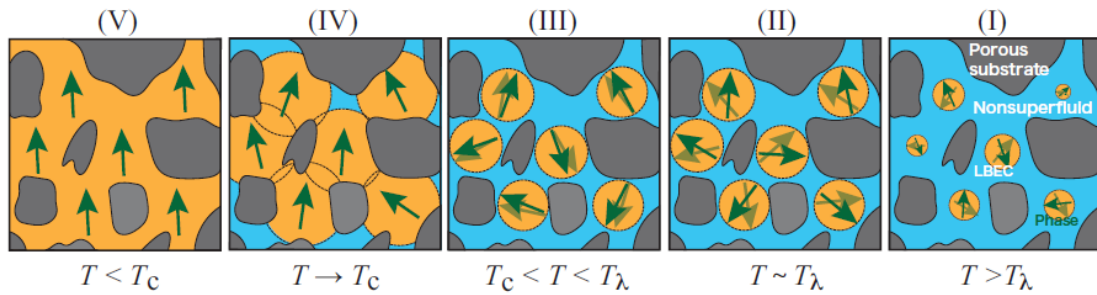 (V)
(IV)
(III)
(II)
(I)
Porous
substrate
Nonsuperfluid
LBEC
Phase
T < Tc
T → Tc
Tc < T < Tλ
T ~ Tλ
T > Tλ